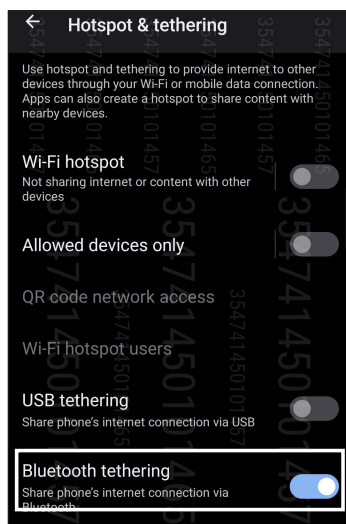 Hotspot & tethering
Use hotspot and tethering to provide internet to other
devices through your Wi-Fi or mobile data connection.
Apps can also create a hotspot to share content with
nearby devices.
Wi-Fi hotspot
Not sharing internet or content with other
devices
Allowed devices only
QR code network access
Wi-Fi hotspot users
USB tethering
Share phone's internet connection via USB
Bluetooth tethering
Share phone's internet connection via
Bluetooth